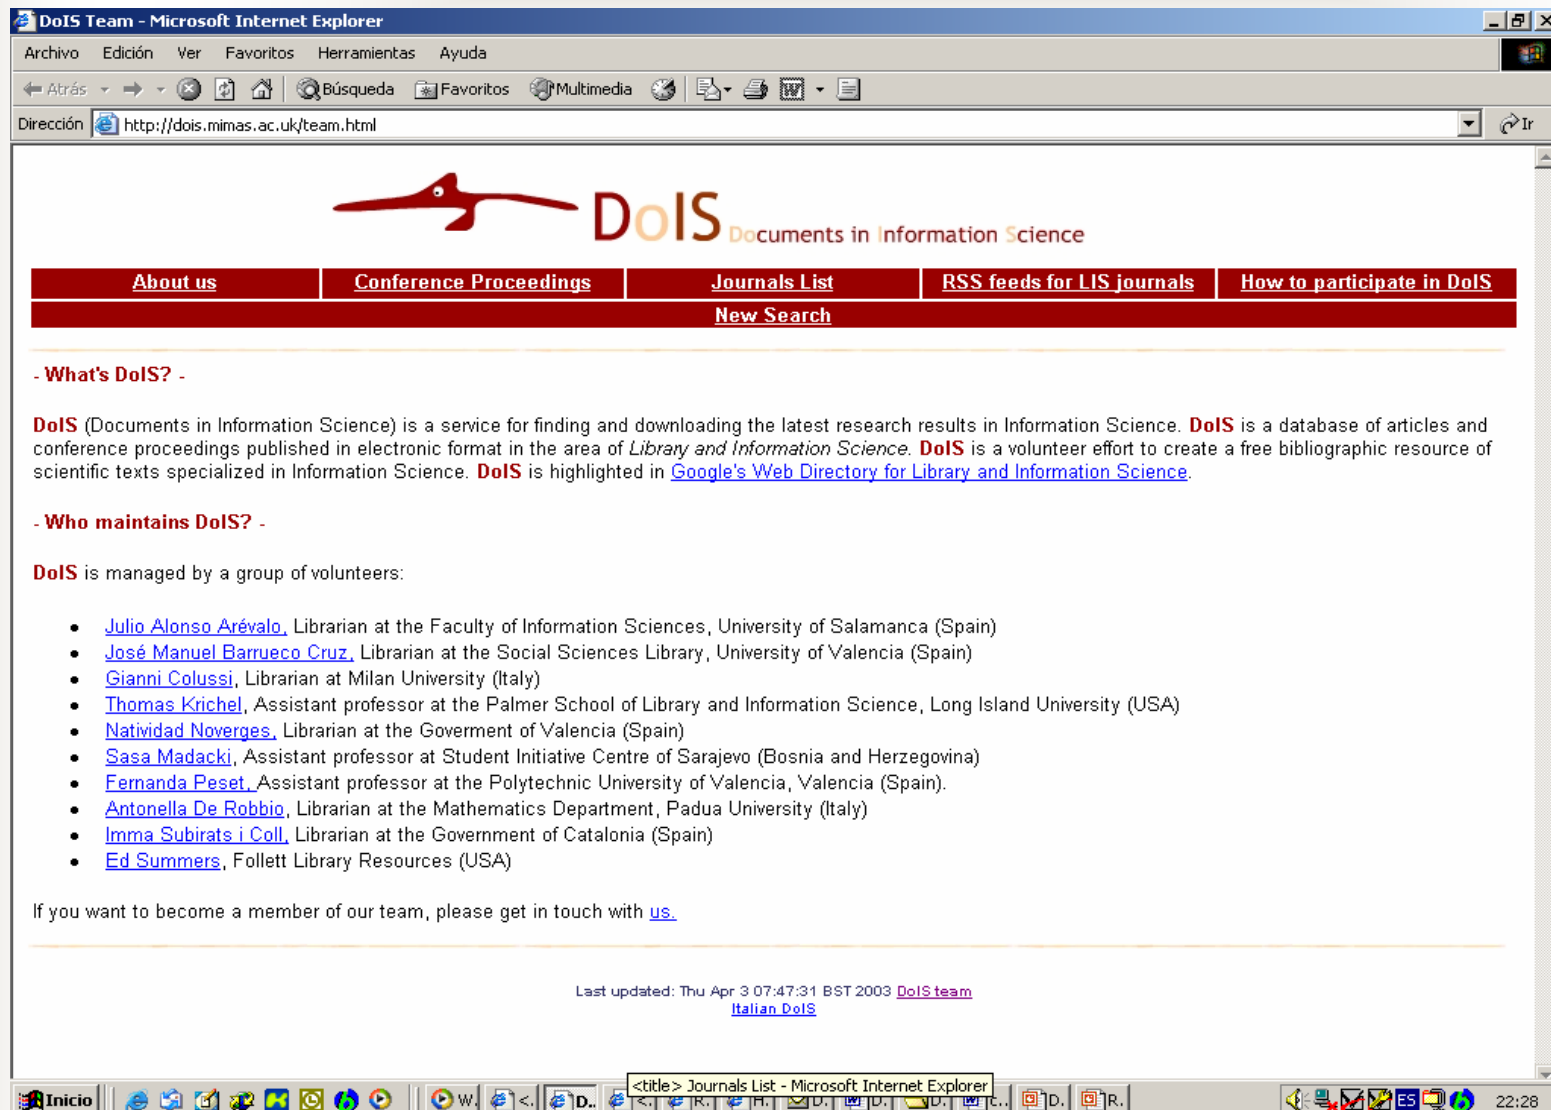 DoIS Team - Microsoft Internet Explorer
Archivo Edición Ver Favoritos Herramientas Ayuda
Atrás Búsqueda Favoritos Multimedia
Dirección http://dois.mimas.ac.uk/team.html Ir
DoIS Documents in Information Science
About us Conference Proceedings Journals List RSS feeds for LIS journals How to participate in DoIS
New Search
- What's DoIS? -
DoIS (Documents in Information Science) is a service for finding and downloading the latest research results in Information Science. DoIS is a database of articles and
conference proceedings published in electronic format in the area of Library and Information Science. DoIS is a volunteer effort to create a free bibliographic resource of
scientific texts specialized in Information Science. DoIS is highlighted in Google's Web Directory for Library and Information Science.
- Who maintains DoIS? -
DoIS is managed by a group of volunteers:
• Julio Alonso Arévalo, Librarian at the Faculty of Information Sciences, University of Salamanca (Spain)
• José Manuel Barrueco Cruz, Librarian at the Social Sciences Library, University of Valencia (Spain)
• Gianni Colussi, Librarian at Milan University (Italy)
• Thomas Krichel, Assistant professor at the Palmer School of Library and Information Science, Long Island University (USA)
• Natividad Noverges, Librarian at the Goverment of Valencia (Spain)
• Sasa Madacki, Assistant professor at Student Initiative Centre of Sarajevo (Bosnia and Herzegovina)
• Fernanda Peset, Assistant professor at the Polytechnic University of Valencia, Valencia (Spain).
• Antonella De Robbio, Librarian at the Mathematics Department, Padua University (Italy)
• Imma Subirats i Coll, Librarian at the Government of Catalonia (Spain)
• Ed Summers, Follett Library Resources (USA)
If you want to become a member of our team, please get in touch with us.
Last updated: Thu Apr 3 07:47:31 BST 2003 DoIS team
Italian DoIS
<title> Journals List - Microsoft Internet Explorer
Inicio W. <. D.. D. R. ES 22:28